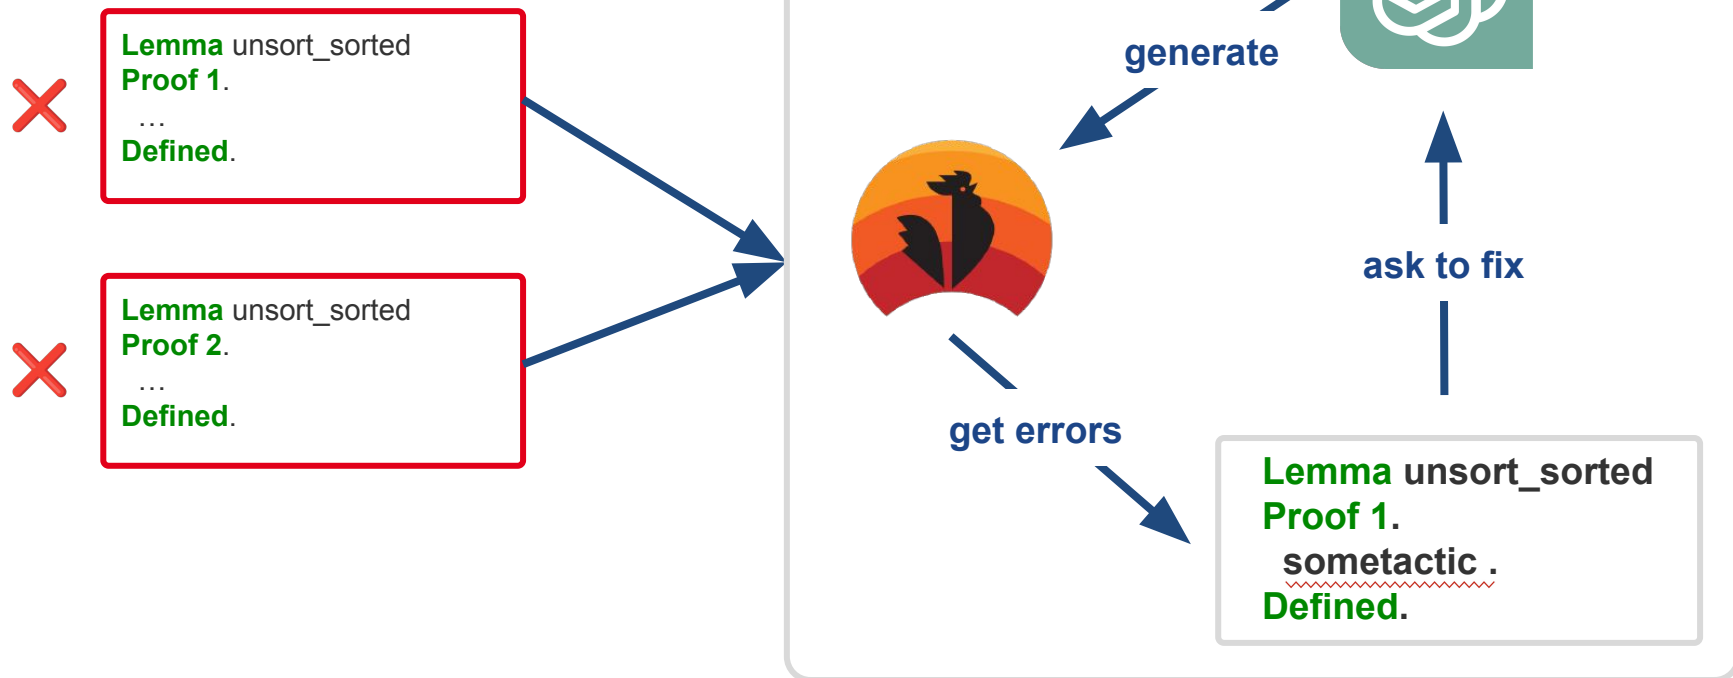 Lemma unsort_sorted
Proof 1.
…
Defined.
Lemma unsort_sorted
Proof 2.
…
Defined.
generate
ask to fix
get errors
Lemma unsort_sorted
Proof 1.
sometactic .
Defined.